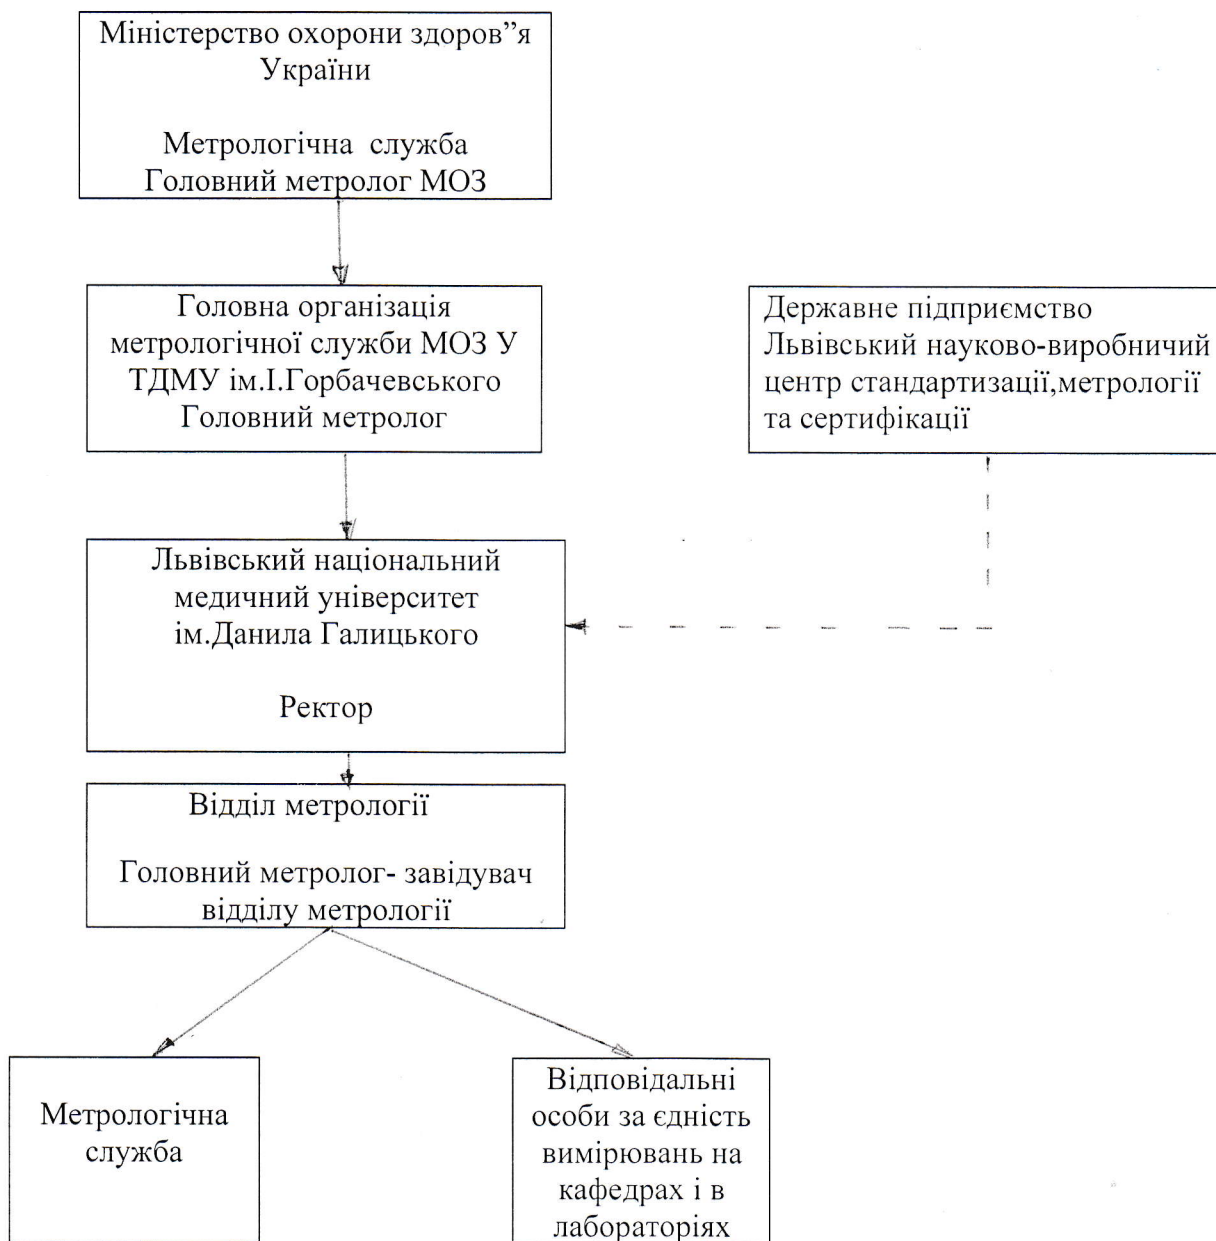 Міністерство охорони здоров”я
України
Метрологічна служба
Головний метролог МОЗ
Головна організація
метрологічної служби МОЗ У
ТДМУ ім.І.Горбачевського
Головний метролог
Державне підприємство
Львівський науково-виробничий
центр стандартизації,метрології
та сертифікації
Львівський національний
медичний університет
ім.Данила Галицького
Ректор
Відділ метрології
Головний метролог- завідувач
відділу метрології
Метрологічна
служба
Відповідальні
особи за єдність
вимірювань на
кафедрах і в
лабораторіях